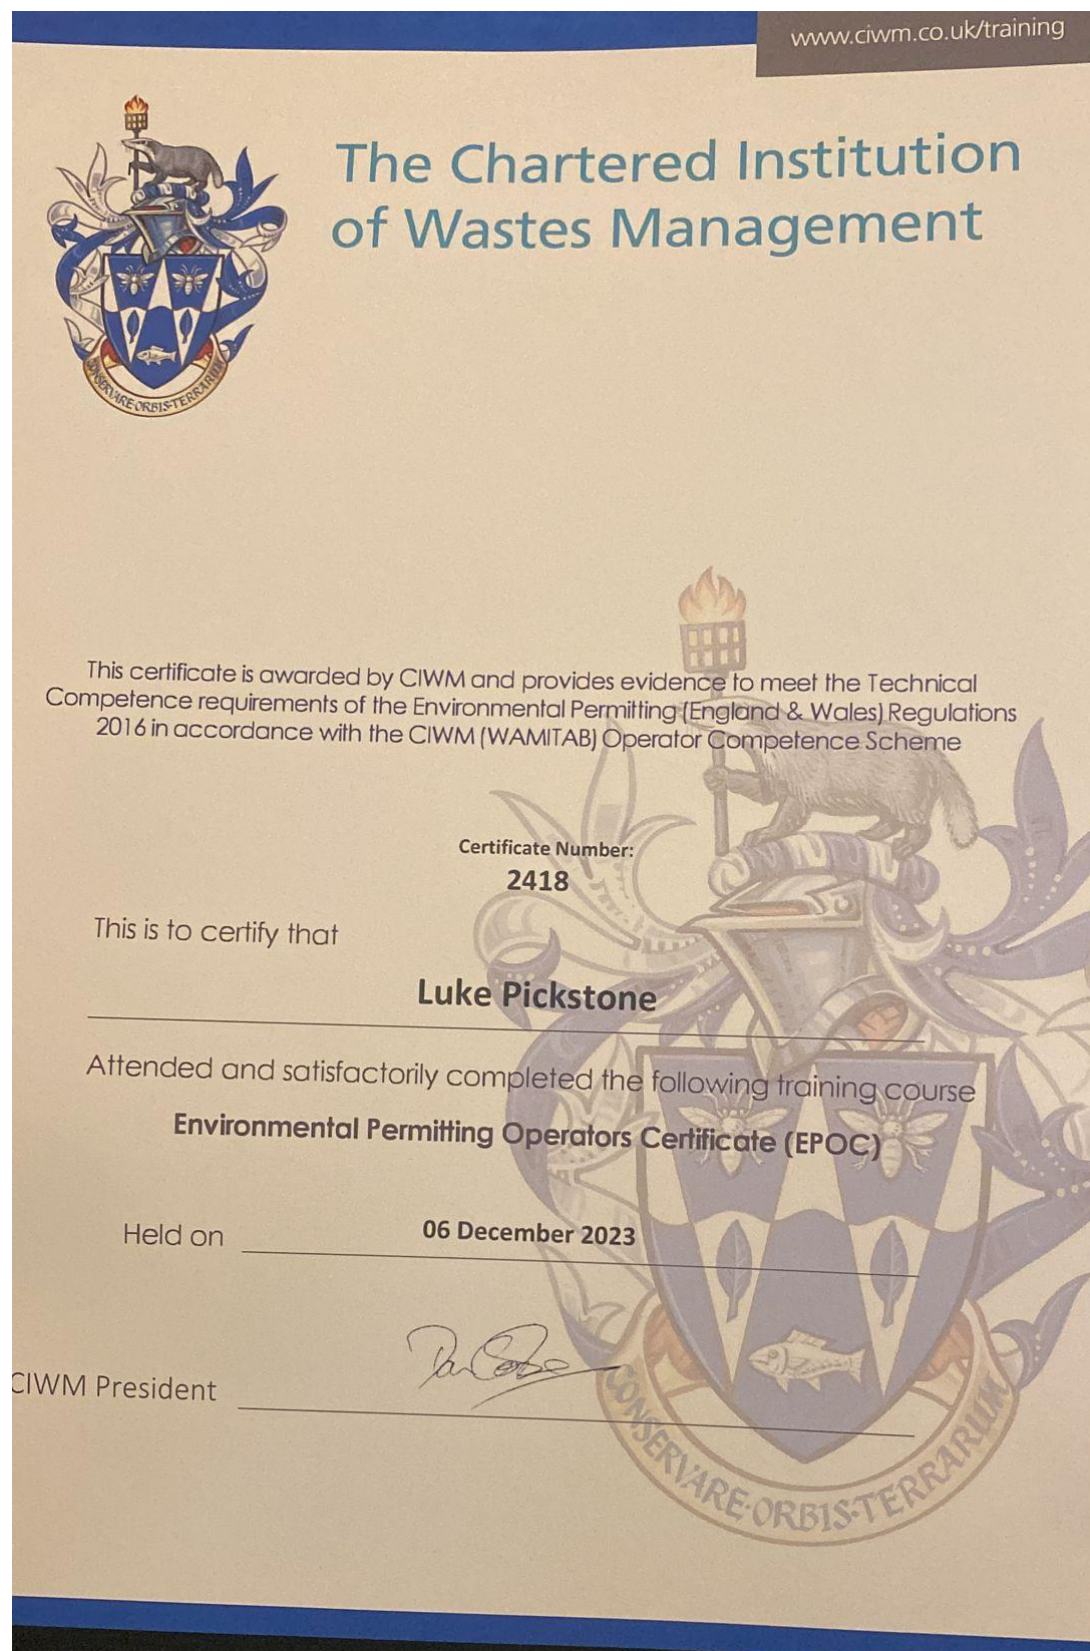 www.ciwm.co.uk/training
The Chartered Institution
of Wastes Management
CONSERVARE·ORBIS·TERRARUM
This certificate is awarded by CIWM and provides evidence to meet the Technical
Competence requirements of the Environmental Permitting (England & Wales) Regulations
2016 in accordance with the CIWM (WAMITAB) Operator Competence Scheme
Certificate Number:
2418
This is to certify that
Luke Pickstone
Attended and satisfactorily completed the following training course
Environmental Permitting Operators Certificate (EPOC)
Held on 06 December 2023
CIWM President
CONSERVARE·ORBIS·TERRARUM